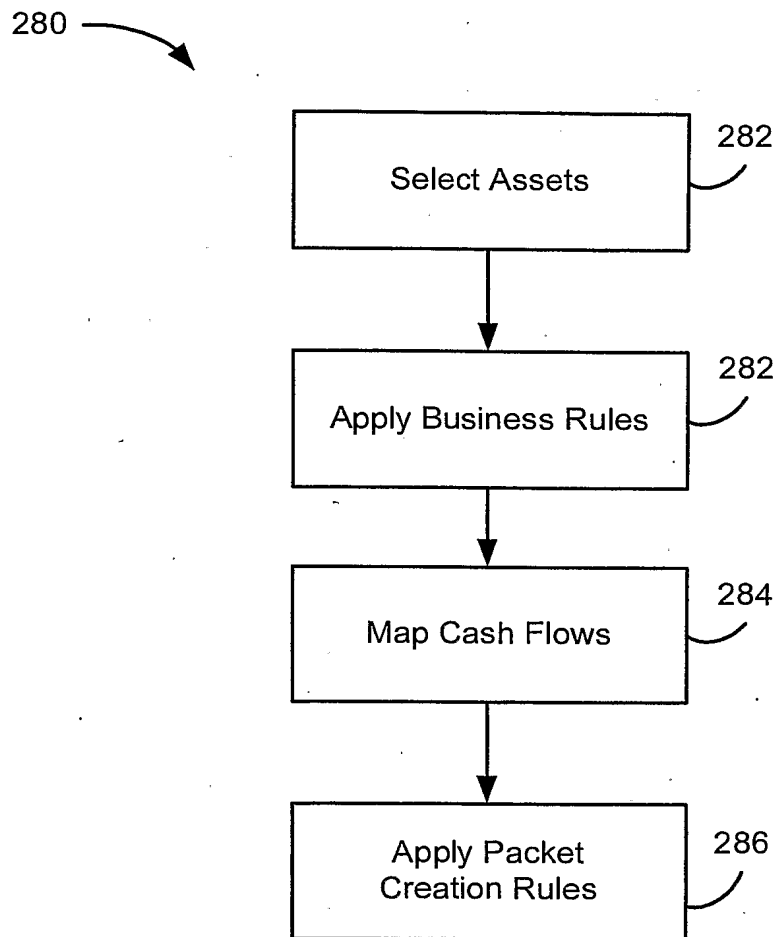 280
282
Select Assets
282
Apply Business Rules
284
Map Cash Flows
286
Apply Packet
Creation Rules